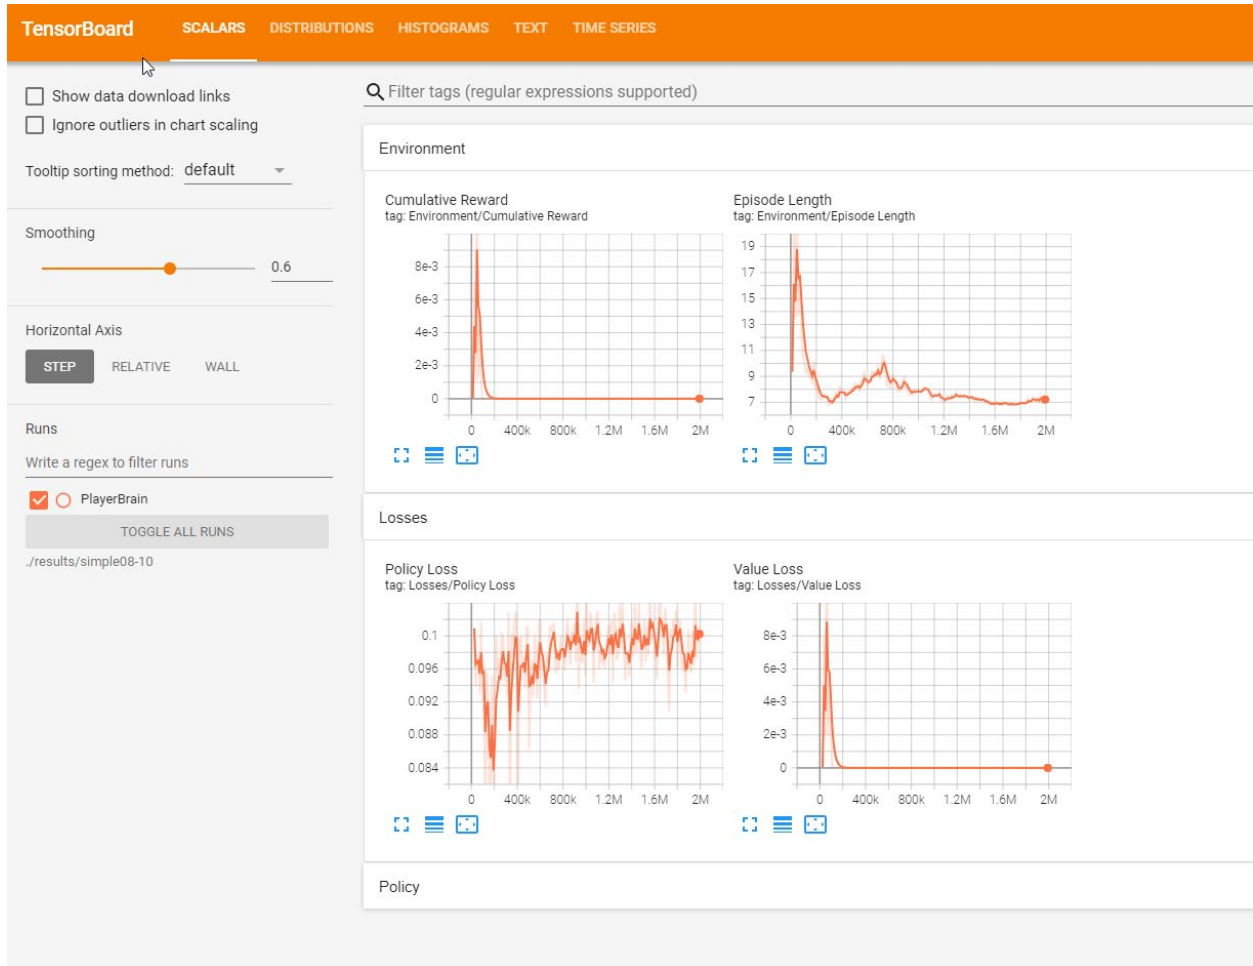 TensorBoard SCALARS DISTRIBUTIONS HISTOGRAMS TEXT TIME SERIES
Show data download links
Ignore outliers in chart scaling
Tooltip sorting method: default
Smoothing
0.6
Horizontal Axis
STEP RELATIVE WALL
Runs
Write a regex to filter runs
PlayerBrain
TOGGLE ALL RUNS
./results/simple08-10
Filter tags (regular expressions supported)
Environment
Cumulative Reward
tag: Environment/Cumulative Reward
8e-3
6e-3
4e-3
2e-3
0
0 400k 800k 1.2M 1.6M 2M
Episode Length
tag: Environment/Episode Length
19
17
15
13
11
9
7
0 400k 800k 1.2M 1.6M 2M
Losses
Policy Loss
tag: Losses/Policy Loss
0.1
0.096
0.092
0.088
0.084
0 400k 800k 1.2M 1.6M 2M
Value Loss
tag: Losses/Value Loss
8e-3
6e-3
4e-3
2e-3
0
0 400k 800k 1.2M 1.6M 2M
Policy